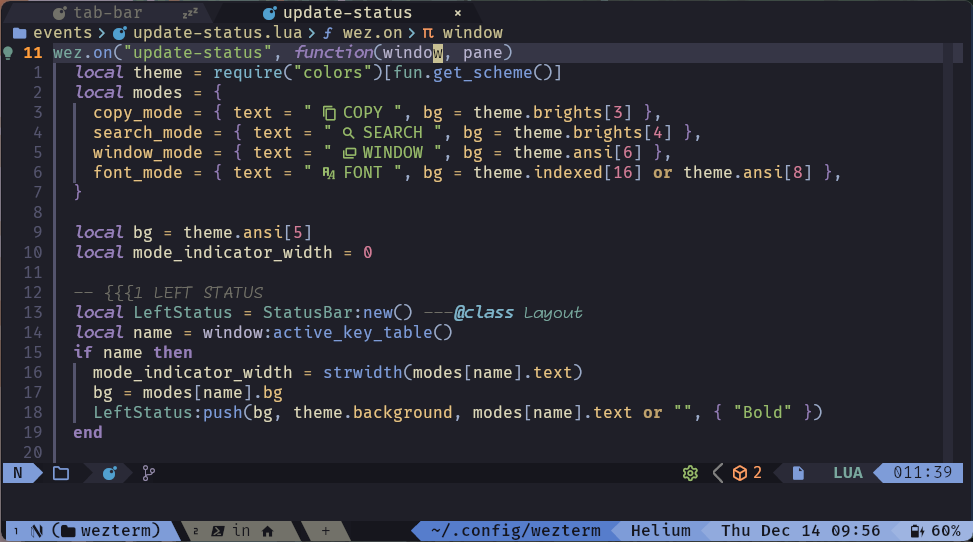 tab-bar zzz update-status ×
events > update-status.lua > ƒ wez.on > π window
11 wez.on("update-status", function(window, pane)
1 local theme = require("colors")[fun.get_scheme()]
2 local modes = {
3 copy_mode = { text = " COPY ", bg = theme.brights[3] },
4 search_mode = { text = " SEARCH ", bg = theme.brights[4] },
5 window_mode = { text = " WINDOW ", bg = theme.ansi[6] },
6 font_mode = { text = " FONT ", bg = theme.indexed[16] or theme.ansi[8] },
7 }
8
9 local bg = theme.ansi[5]
10 local mode_indicator_width = 0
11
12 -- {{{1 LEFT STATUS
13 local LeftStatus = StatusBar:new() ---@class Layout
14 local name = window:active_key_table()
15 if name then
16 mode_indicator_width = strwidth(modes[name].text)
17 bg = modes[name].bg
18 LeftStatus:push(bg, theme.background, modes[name].text or "", { "Bold" })
19 end
20
N 2 LUA 011:39
1 N ( wezterm) 2 in + ~/.config/wezterm Helium Thu Dec 14 09:56 60%